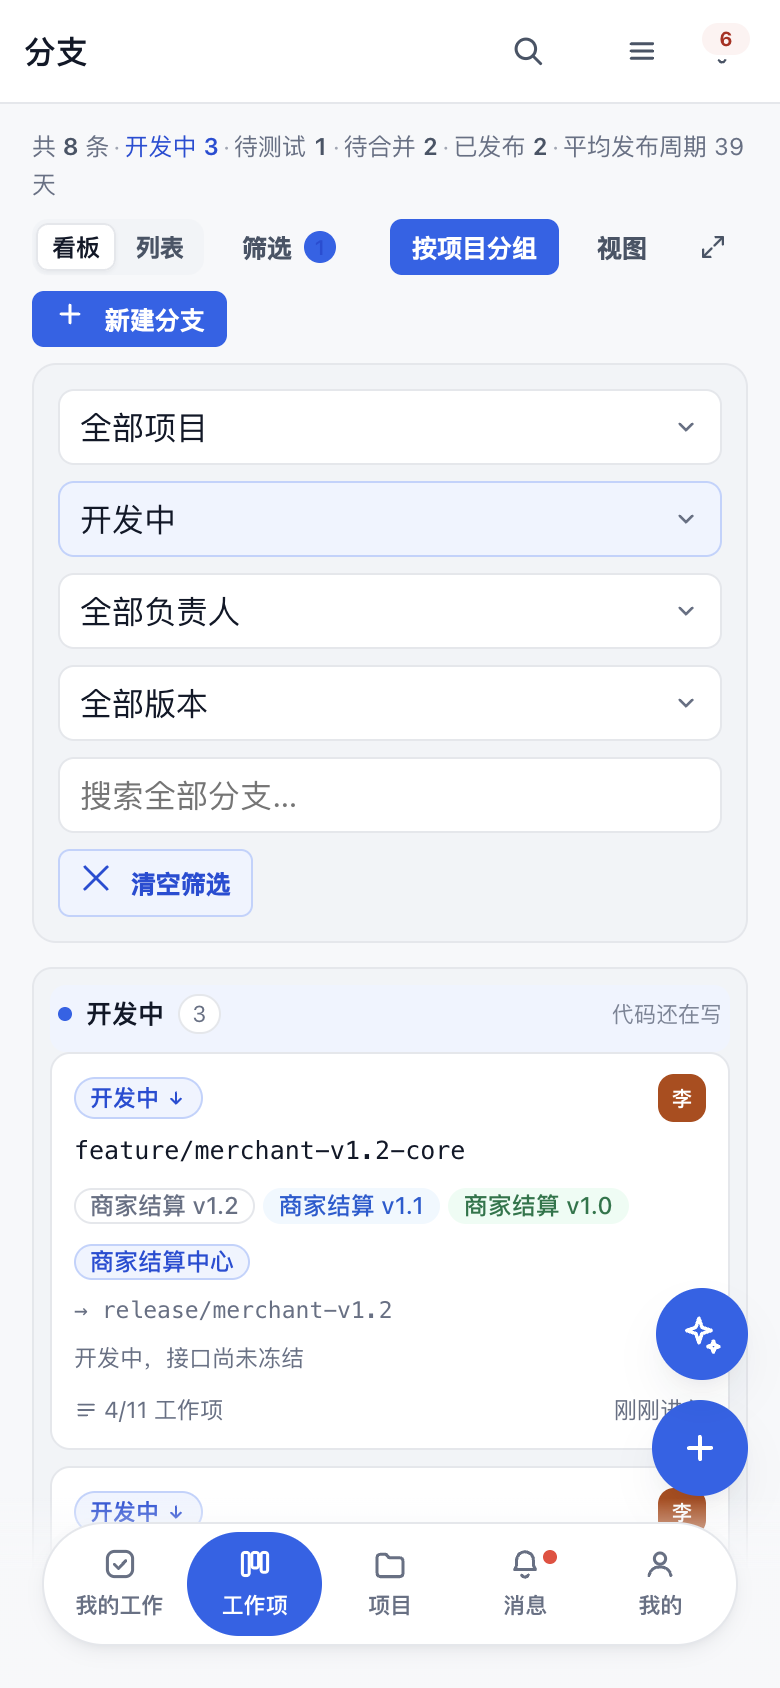 分支
6
共 8 条 · 开发中 3 · 待测试 1 · 待合并 2 · 已发布 2 · 平均发布周期 39
天
看板 列表 筛选 1 按项目分组 视图
新建分支
全部项目
开发中
全部负责人
全部版本
搜索全部分支...
清空筛选
开发中 3 代码还在写
开发中 ↓ 李
feature/merchant-v1.2-core
商家结算 v1.2 商家结算 v1.1 商家结算 v1.0
商家结算中心
→ release/merchant-v1.2
开发中，接口尚未冻结
4/11 工作项 刚刚
开发中 ↓ 李
我的工作 工作项 项目 消息 我的